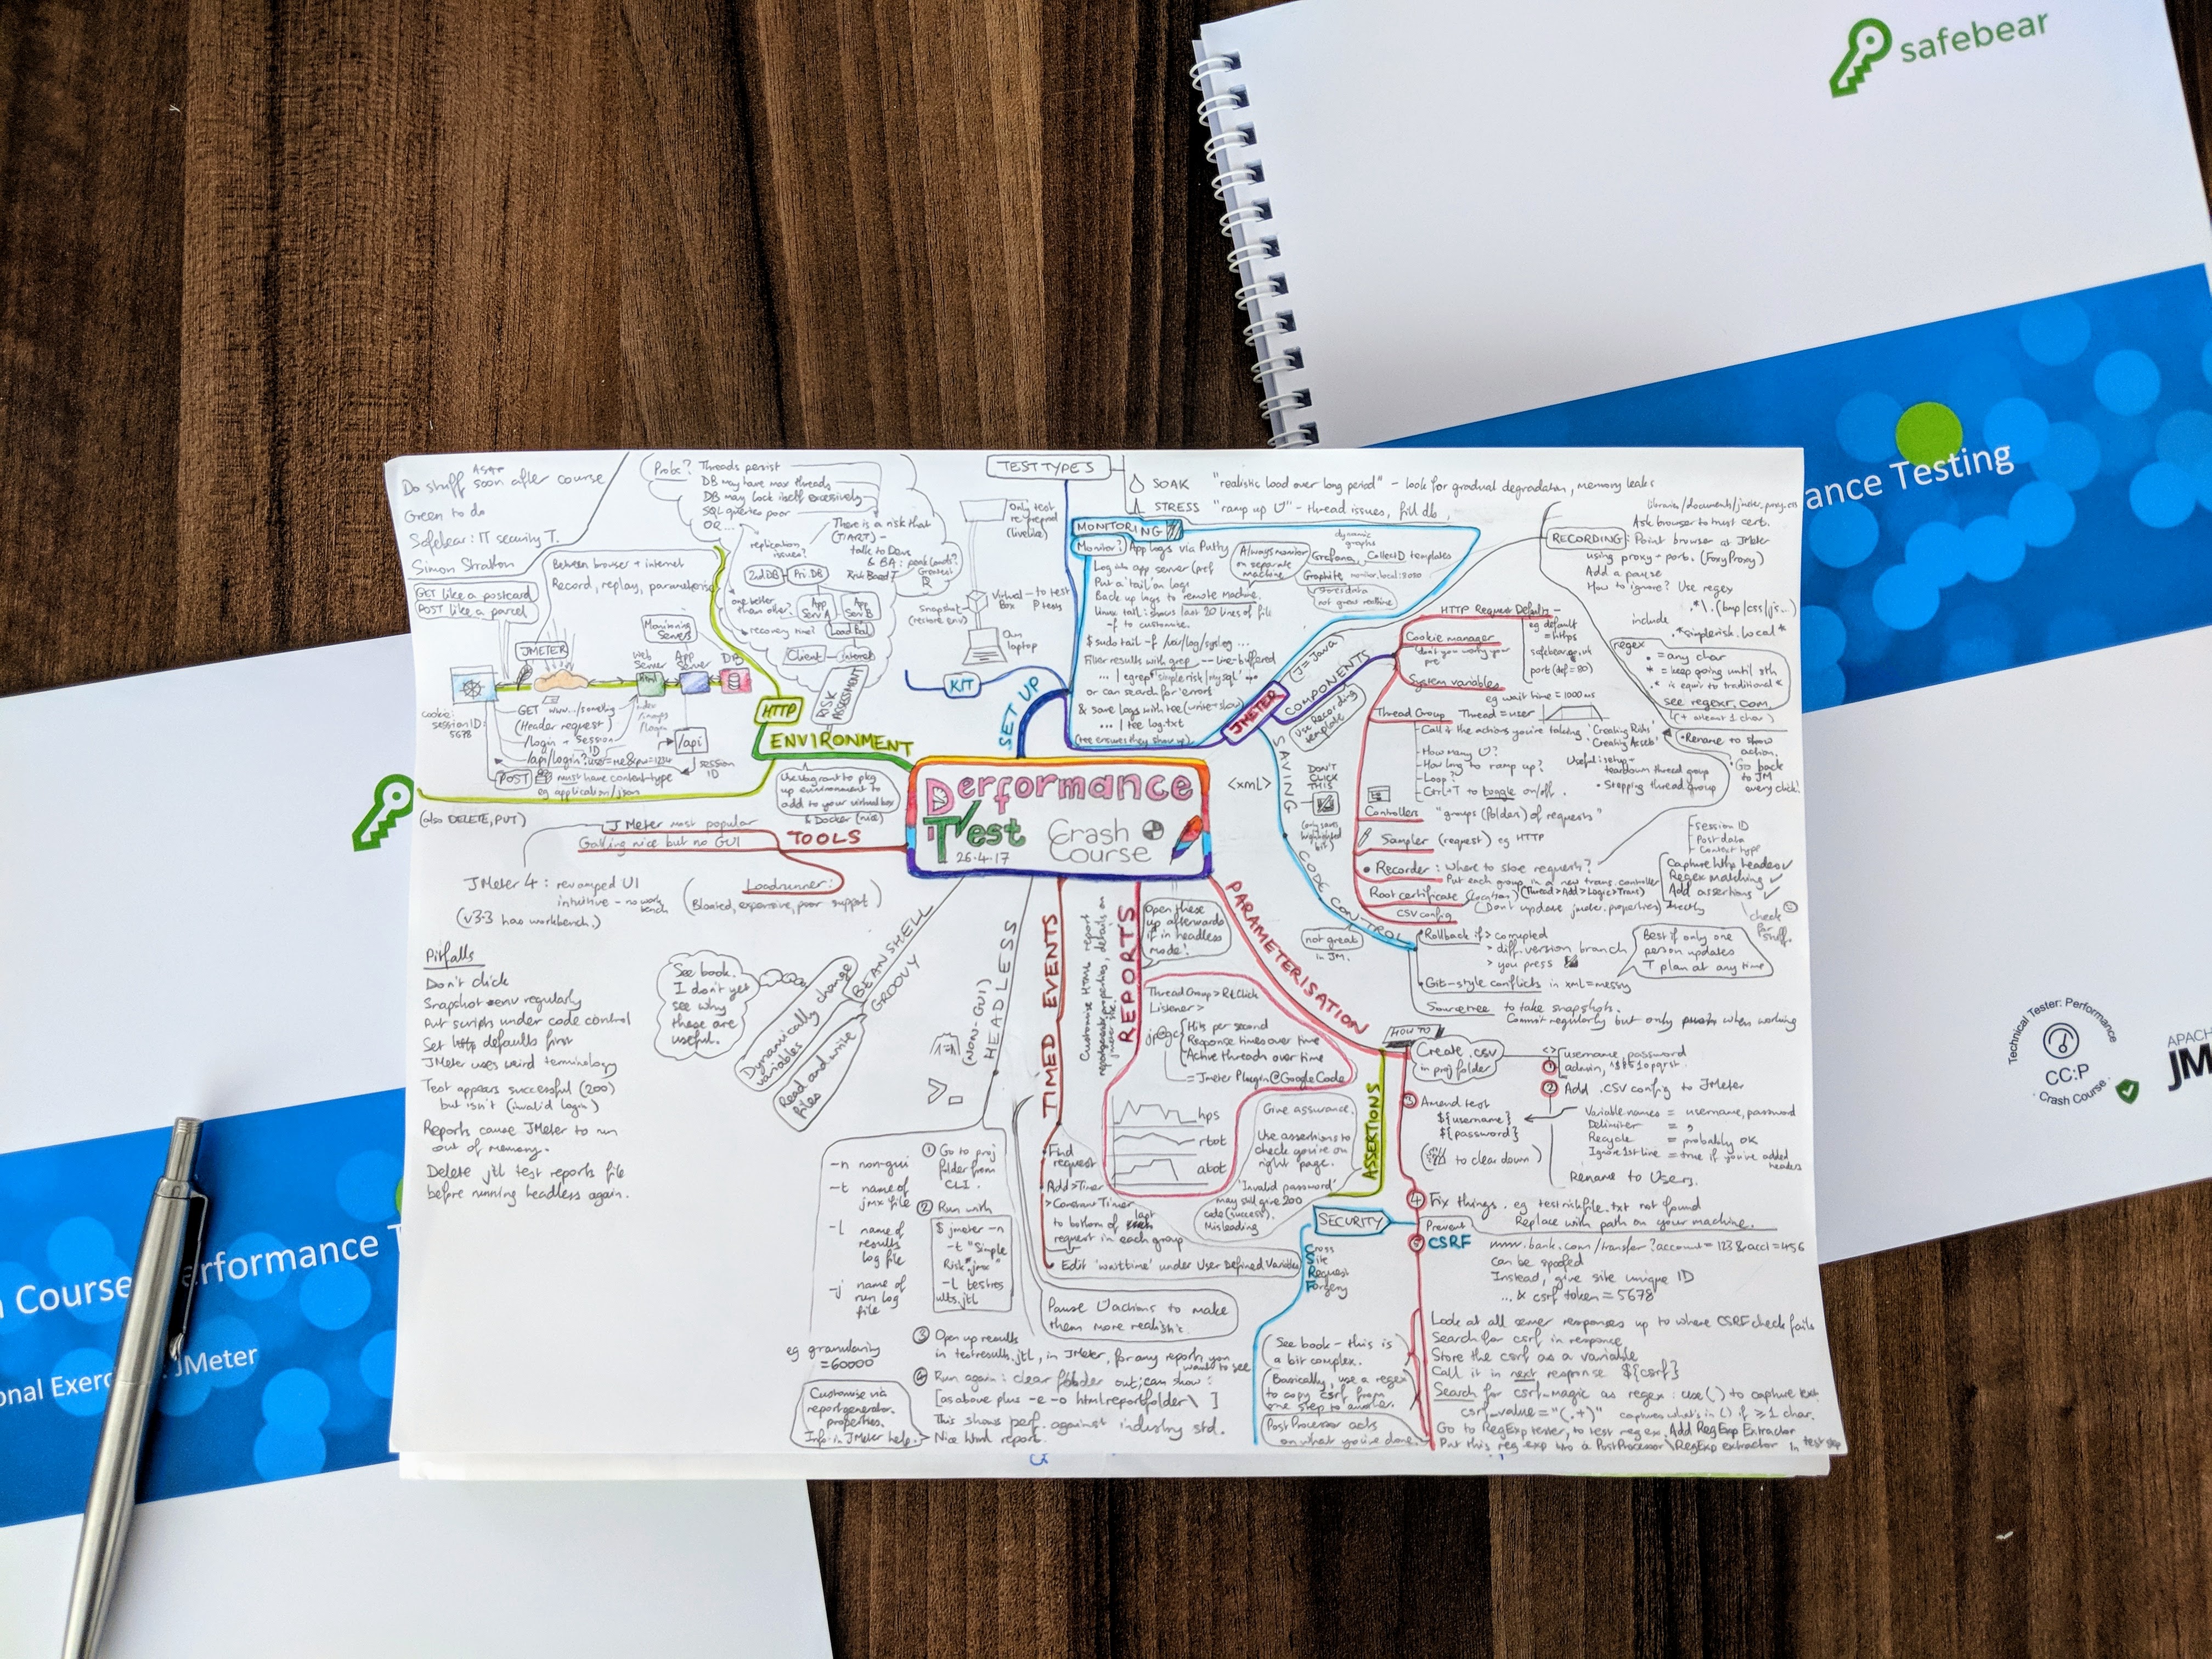 safebear
ance Testing
Do stuff ASAP soon after course
Green to do
Safebear: IT security T.
Simon Stratton
GET like a postcard
POST like a parcel
Between browser + internet
Record, replay, parameterise
JMETER
Monitoring Servers
Web Server
App Server
DB
html
cookie:
session ID:
5678
GET www.../something
(Header request)
/login + Session ID
index
/images
/login
/api
/api/login?user=me&pw=1234
session ID
POST must have content-type
eg application/json
(also DELETE, PUT)
Probs? Threads persist
DB may have max threads
DB may lock itself excessively
SQL queries poor
OR...
There is a risk that
(TIART) –
talk to Devs
& BA: peak loads?
Risk Board T
Greatest R
replication issues?
2nd DB
Pri. DB
one better than other?
App Serv A
App Serv B
recovery time?
Load Bal
Client
Internet
RISK ASSESSMENT
HTTP
ENVIRONMENT
Use Vagrant to pkg
up environment to
add to your virtual box
& Docker (nice)
TEST TYPES
SOAK "realistic load over long period" - look for gradual degradation, memory leaks
STRESS "ramp up U" - thread issues, fill db,
Only test
re preprod
(livelike)
Virtual Box – to test P tests
Snapshot
(restore env)
On laptop
KIT
SET UP
MONITORING
Monitor? App logs via Putty
Log into app server (pref
Put a 'tail' on logs
Back up logs to remote machine.
Linux tail: shows last 20 lines of file
-f to customise.
$ sudo tail -f /var/log/syslog ...
Filter results with grep --line-buffered
... | egrep 'simplerisk|mysql'
or can search for 'errors'
& save logs with tee (write + show)
... | tee log.txt
(tee ensures they show up)
Always monitor
on separate
machine
dynamic graphs
Grafana
CollectD templates
Graphite monitor.local:8080
stores data
not great realtime
J = Java
JMETER
COMPONENTS
Use Recording template
RECORDING: Point browser at JMeter
Ask browser to trust cert.
using proxy + port. (FoxyProxy)
Add a pause
How to ignore? Use regex
.*\.(bmp|css|js...)
include
.*simplerisk.local.*
regex
. = any char
* = keep going until sth
.* is equiv to traditional *
see regexr.com.
(+ at least 1 char)
HTTP Request Defaults
eg default
= https
safebear.co.uk
port (def = 80)
Cookie manager
don't you worry your pre
System variables
eg wait time = 1000ms
Thread Group Thread = user
Call it the actions you're taking 'Creating Risks'
'Creating Assets'
How many U?
How long to ramp up?
Loop?
Ctrl+T to toggle on/off.
Useful: setup +
teardown thread group
• Stepping thread group
• Rename to show action.
• Go back to JM every click!
Controllers "groups (folders) of requests"
Sampler (request) eg HTTP
• Recorder: Where to store requests?
Put each group in a new trans. controller
Root certificate (Location) (Thread>Add>Logic>Trans)
CSV config (Don't update jmeter.properties) directly
Session ID
Post data
Content type
Capture http headers ✓
Regex matching ✓
Add assertions ✓
check for stuff.
<xml>
SAVING
DON'T
CLICK
THIS
(only saves
highlighted
bit)
CODE CONTROL
not great
in JM.
Rollback if > corrupted
> diff. version branch
> you press
Git-style conflicts in xml = messy
Best if only one
person updates
T plan at any time
Sourcetree to take snapshots.
Commit regularly but only push when working
Performance
Test Crash
Course
26.4.17
TOOLS
JMeter most popular
Gatling nice but no GUI
Loadrunner:
(Bloated, expensive, poor support)
JMeter 4: revamped UI
intuitive – no workbench
(v3.3 has workbench.)
Pitfalls
Don't click
Snapshot env regularly
Put scripts under code control
Set http defaults first
JMeter uses weird terminology
Test appears successful (200)
but isn't (invalid login)
Reports cause JMeter to run
out of memory.
Delete jtl test reports file
before running headless again.
See book.
I don't yet
see why
these are
useful.
Dynamically change
variables
Read and write
files
BEANSHELL
GROOVY
HEADLESS
(NON-GUI)
-n non-gui
-t name of
jmx file
-l name of
results
log file
-j name of
run log
file
① Go to proj
folder from
CLI.
② Run with
$ jmeter -n
-t "Simple
Risk.jmx"
-l testres
ults.jtl
③ Open up results
in testresults.jtl, in JMeter, for any reports you
want to see
④ Run again: clear folder out; can show:
[as above plus -e -o htmlreportfolder\ ]
This shows perf. against industry std.
Nice html report.
eg granularity
= 60000
Customise via
reportgenerator.
properties.
Info in JMeter help.
TIMED EVENTS
Find
request
Add > Timer
> Constant Timer
to bottom of last
request in each group
Edit 'waittime' under User Defined Variables
Pause U actions to make
them more realistic.
REPORTS
Customise HTML report
Open these
up afterwards
if in headless
mode!
Thread Group > Rt Click
Listener >
jp@gc
Hits per second
Response times over time
Active threads over time
= Jmeter Plugin @ Google Code
hps
rtot
atot
PARAMETERISATION
HOW TO
Create .csv
in proj folder
<> ① username, password
② Add .CSV config to JMeter
Variable names = username, password
Delimiter = ,
Recycle = probably OK
Ignore 1st line = true if you've added
headers
Rename to Users.
③ Amend test
${username}
${password}
( to clear down)
④ Fix things. eg testriskfile.txt not found
Replace with path on your machine.
ASSERTIONS
Give assurance.
Use assertions to
check you're on
right page.
'Invalid password'
may still give 200
code (success).
Misleading
SECURITY
Cross
Site
Request
Forgery
Prevent
⑤ CSRF
www.bank.com/transfer?account=123&acc1=456
can be spoofed
Instead, give site unique ID
... & csrf token = 5678
Look at all server responses up to where CSRF check fails
Search for csrf in response
Store the csrf as a variable
Call it in next response ${csrf}
Search for csrf-magic as regex: use () to capture text
csrf_value="(.+)" captures what's in () if ≥ 1 char.
Go to RegExp tester, to test regex. Add RegExp Extractor
Put this reg exp into a PostProcessor\RegExp extractor in test step
See book – this is
a bit complex.
Basically, use a regex
to copy csrf from
one step to another.
Post Processor acts
on what you've done.
Technical Tester: Performance
CC:P
Crash Course
APACH
JM
Course
erformance T
onal Exerc
JMeter